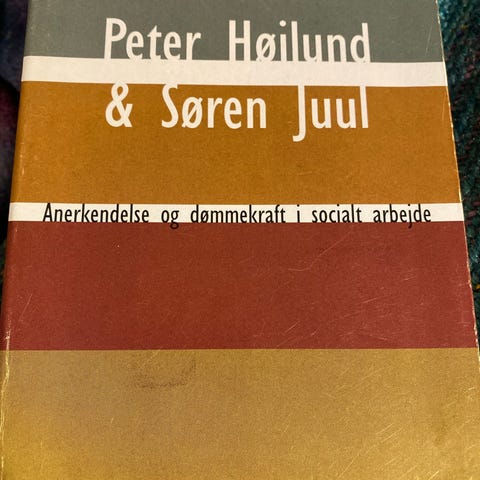 Peter Høilund
& Søren Juul
Anerkendelse og dømmekraft i socialt arbejde